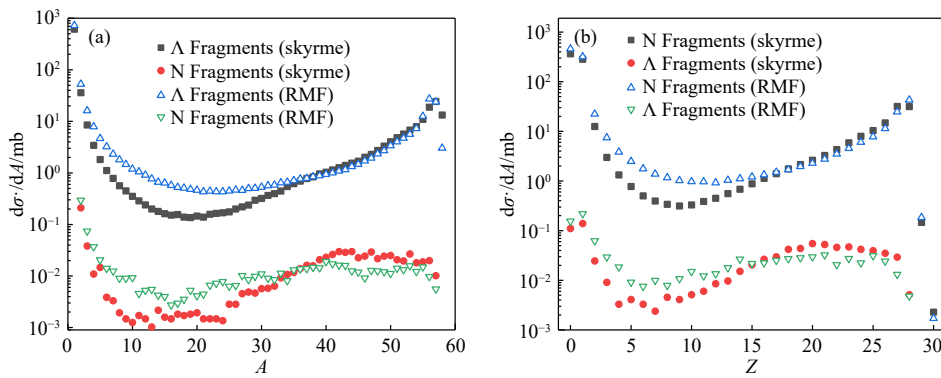 (a)
Λ Fragments (skyrme)
N Fragments (skyrme)
Λ Fragments (RMF)
N Fragments (RMF)
dσ/dA/mb
10³
10²
10¹
10⁰
10⁻¹
10⁻²
10⁻³
0 10 20 30 40 50 60
A
(b)
N Fragments (skyrme)
Λ Fragments (skyrme)
N Fragments (RMF)
Λ Fragments (RMF)
dσ/dA/mb
10³
10²
10¹
10⁰
10⁻¹
10⁻²
10⁻³
0 5 10 15 20 25 30
Z